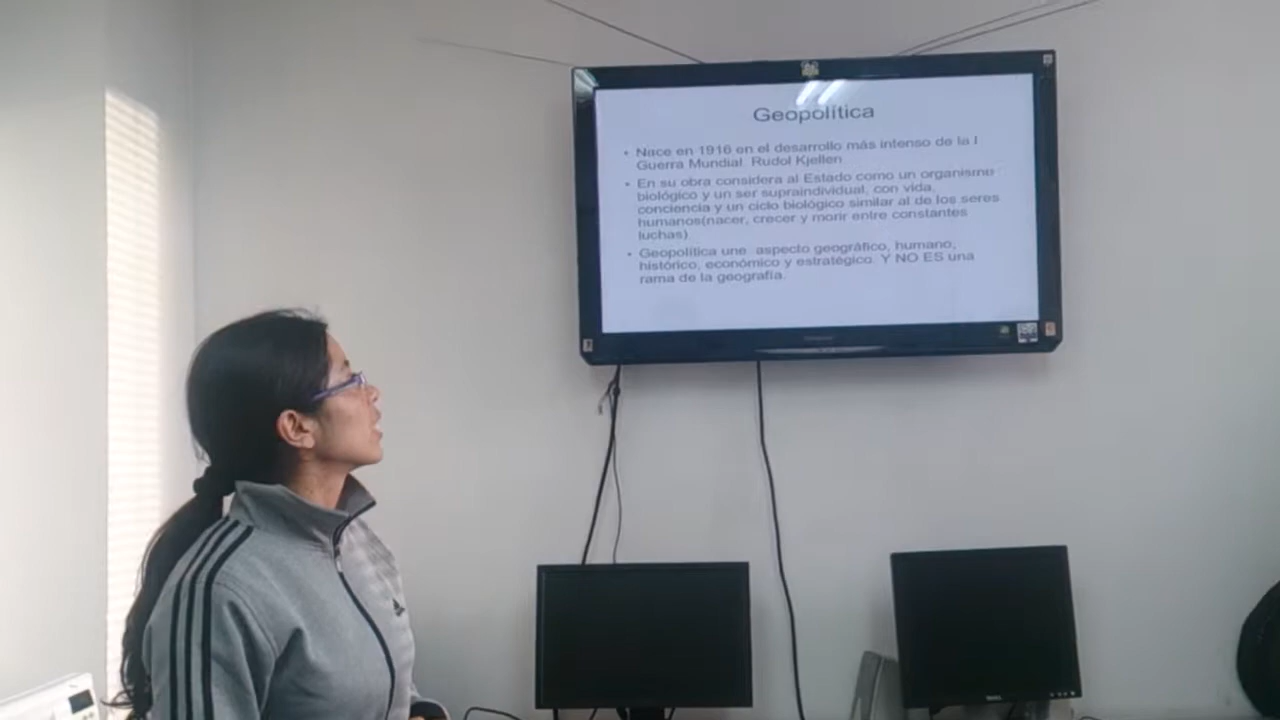 Geopolítica
• Nace en 1916 en el desarrollo más intenso de la I
Guerra Mundial. Rudol Kjellen
• En su obra considera al Estado como un organismo
biológico y un ser supraindividual, con vida,
conciencia y un ciclo biológico similar al de los seres
humanos(nacer, crecer y morir entre constantes
luchas)
• Geopolítica une aspecto geográfico, humano,
histórico, económico y estratégico. Y NO ES una
rama de la geografía.